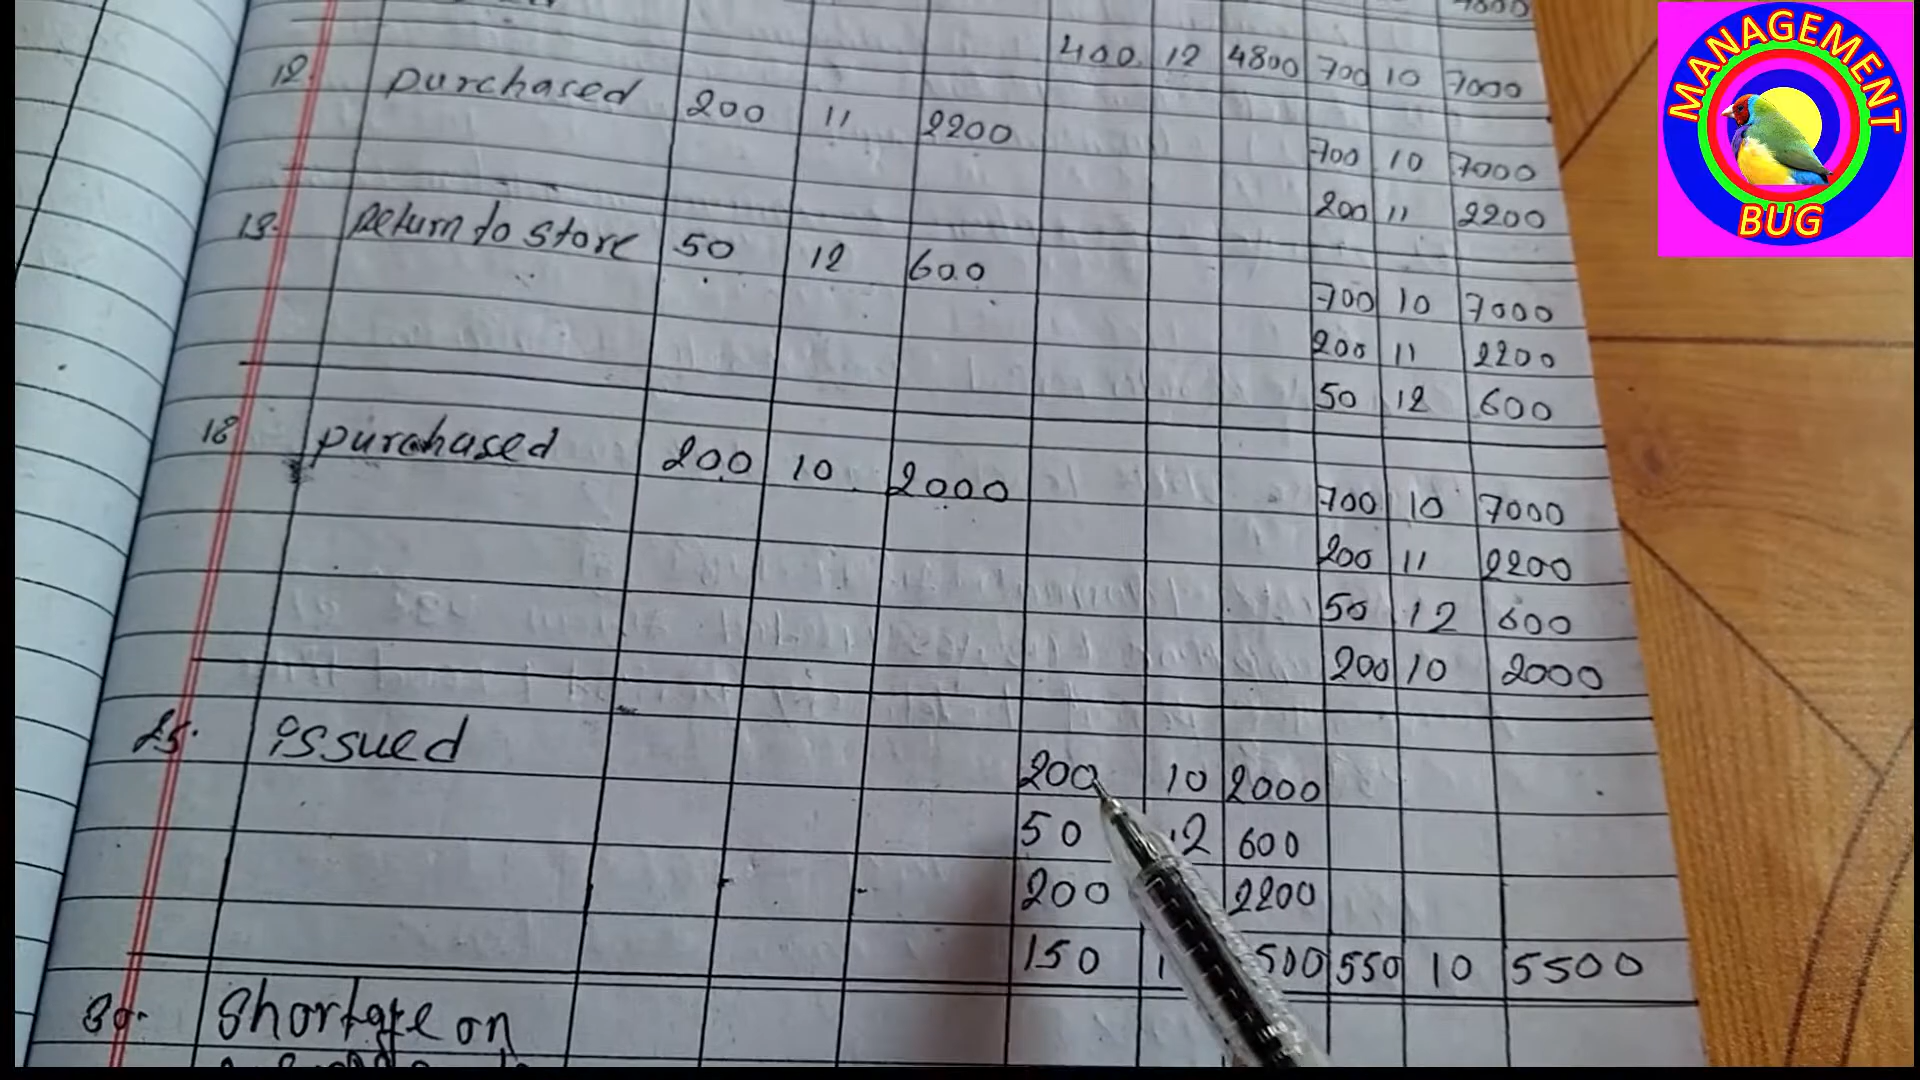 400 12 4800 700 10 7000
12. purchased 200 11 2200
700 10 7000
200 11 2200
13. Return to store 50 12 600
700 10 7000
200 11 2200
50 12 600
18 purchased 200 10 2000
700 10 7000
200 11 2200
50 12 600
200 10 2000
25. issued
200 10 2000
50 12 600
200 2200
150 1 500 550 10 5500
30. Shortage on
MANAGEMENT
BUG